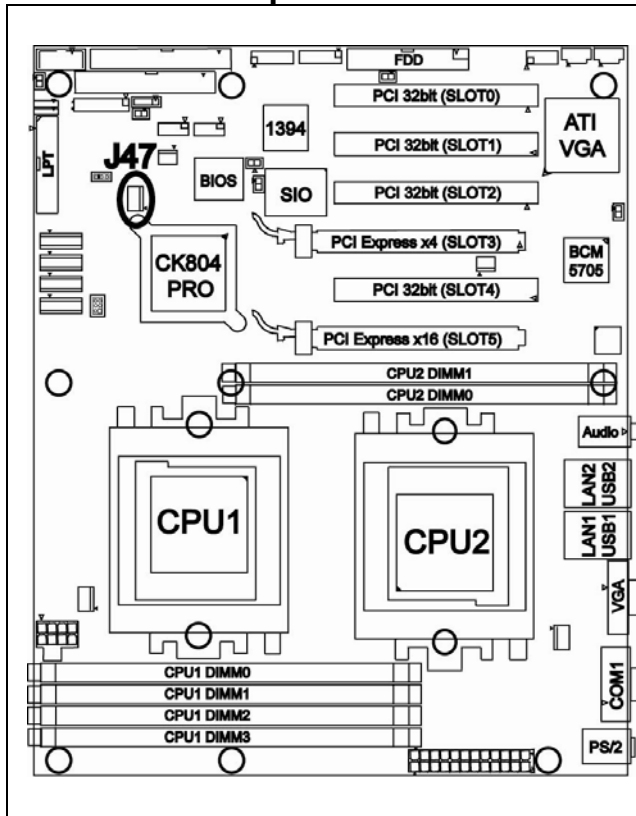 FDD
PCI 32bit (SLOT0)
1394
ATI
VGA
PCI 32bit (SLOT1)
LPT
J47
BIOS
SIO
PCI 32bit (SLOT2)
PCI Express x4 (SLOT3)
CK804
PRO
BCM
5705
PCI 32bit (SLOT4)
PCI Express x16 (SLOT5)
CPU2 DIMM1
CPU2 DIMM0
Audio
LAN2
USB2
CPU1
CPU2
LAN1
USB1
VGA
CPU1 DIMM0
CPU1 DIMM1
CPU1 DIMM2
CPU1 DIMM3
COM1
PS/2